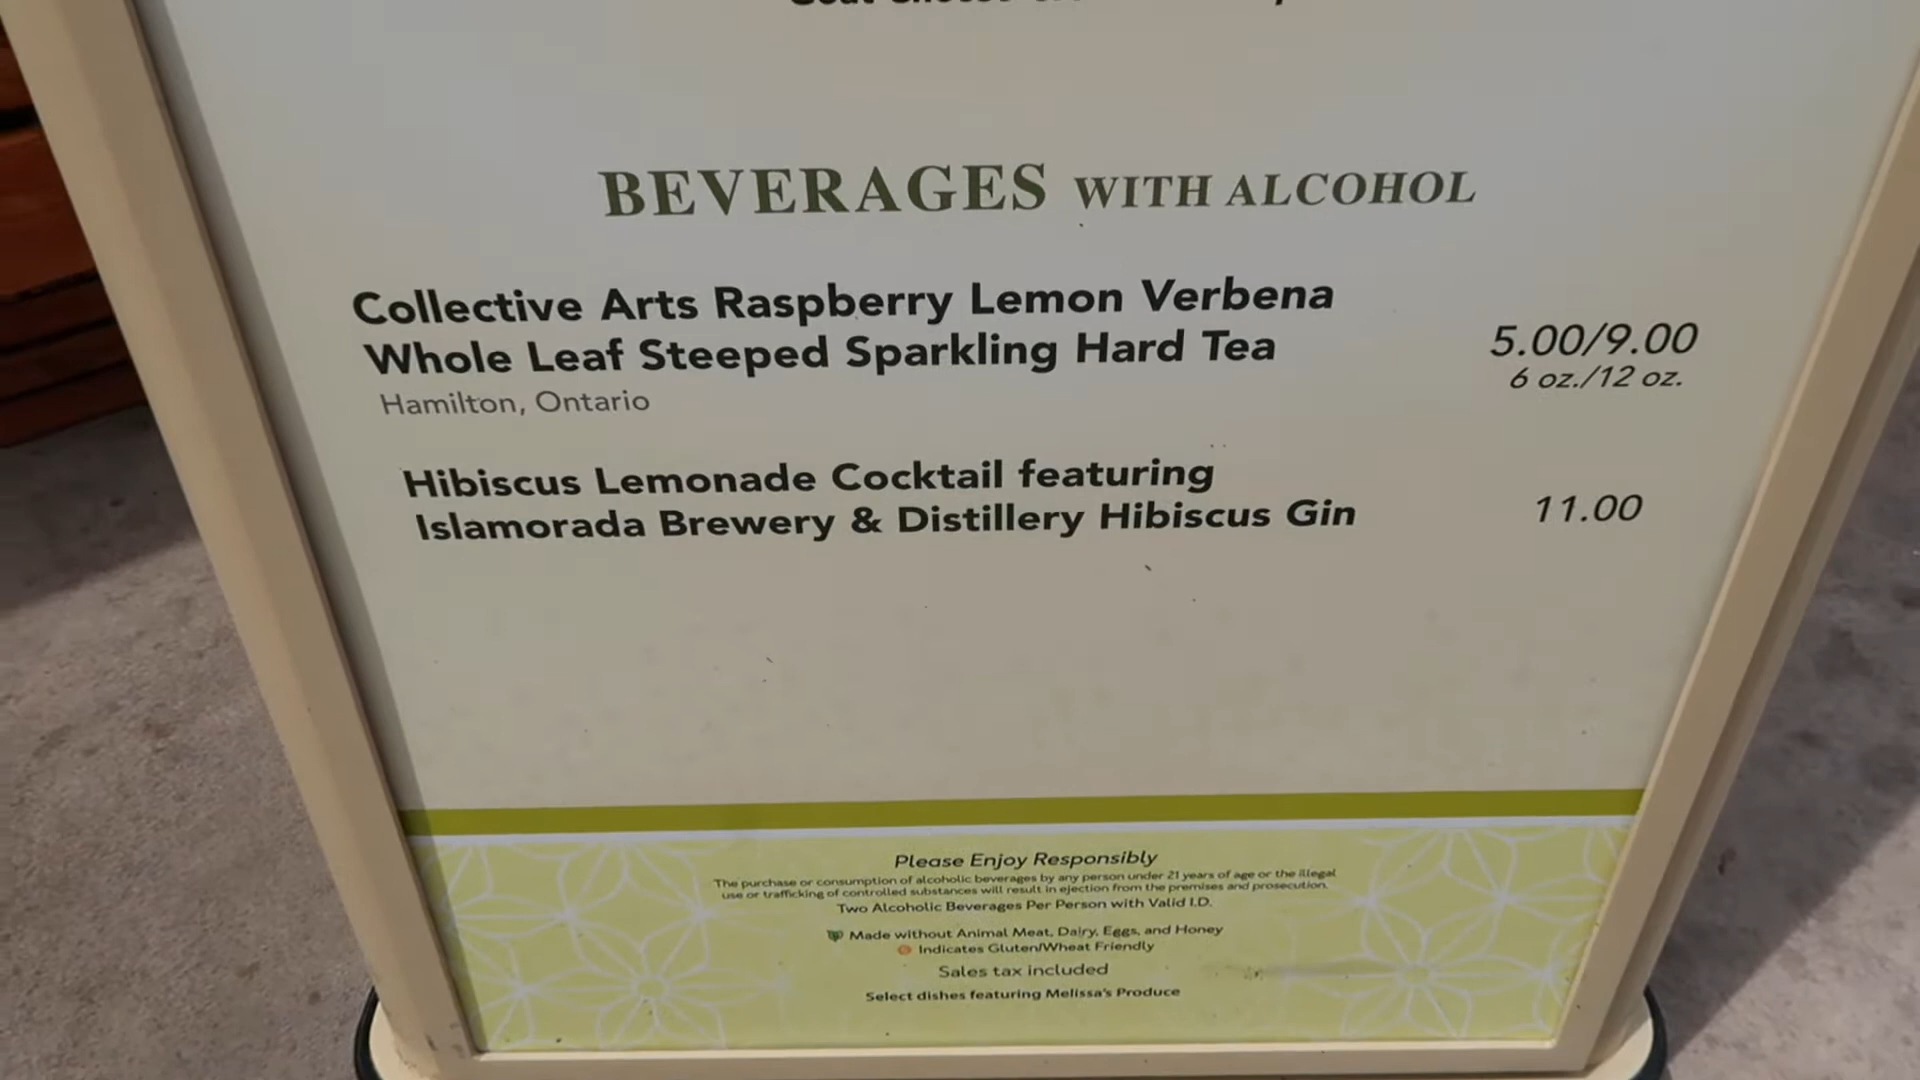 BEVERAGES WITH ALCOHOL
Collective Arts Raspberry Lemon Verbena
Whole Leaf Steeped Sparkling Hard Tea
5.00/9.00
6 oz./12 oz.
Hamilton, Ontario
Hibiscus Lemonade Cocktail featuring
Islamorada Brewery & Distillery Hibiscus Gin
11.00
Please Enjoy Responsibly
The purchase or consumption of alcoholic beverages by any person under 21 years of age or the illegal
use or trafficking of controlled substances will result in ejection from the premises and prosecution.
Two Alcoholic Beverages Per Person with Valid I.D.
Made without Animal Meat, Dairy, Eggs, and Honey
Indicates Gluten/Wheat Friendly
Sales tax included
Select dishes featuring Melissa's Produce